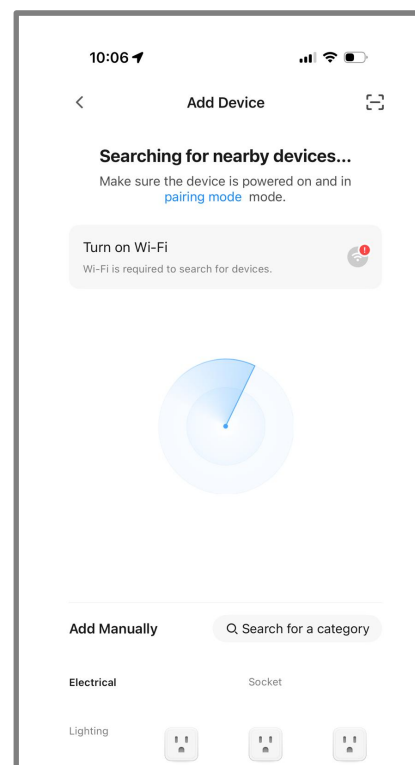 10:06
Add Device
Searching for nearby devices...
Make sure the device is powered on and in
pairing mode mode.
Turn on Wi-Fi
Wi-Fi is required to search for devices.
Add Manually
Search for a category
Electrical
Socket
Lighting